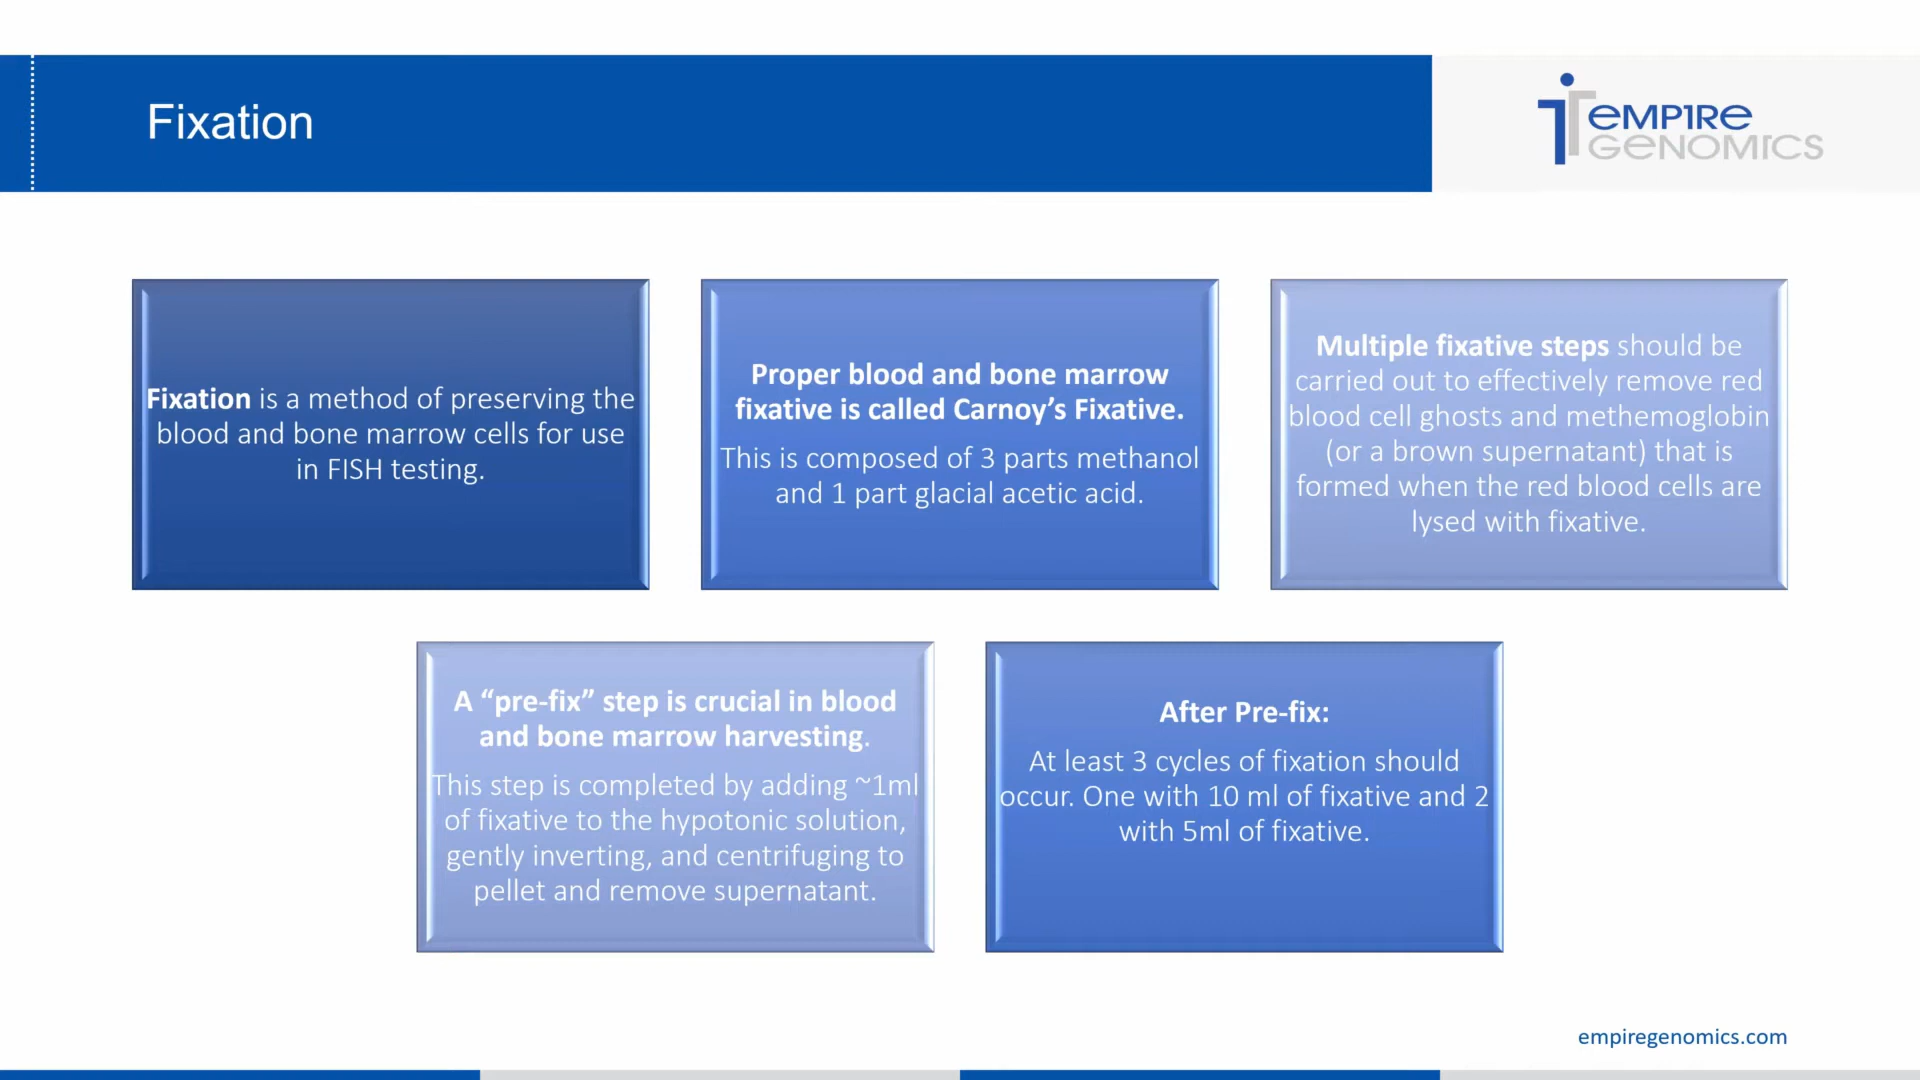 Fixation
EMPIRE
GENOMICS
Fixation is a method of preserving the
blood and bone marrow cells for use
in FISH testing.
Proper blood and bone marrow
fixative is called Carnoy’s Fixative.
This is composed of 3 parts methanol
and 1 part glacial acetic acid.
Multiple fixative steps should be
carried out to effectively remove red
blood cell ghosts and methemoglobin
(or a brown supernatant) that is
formed when the red blood cells are
lysed with fixative.
A “pre-fix” step is crucial in blood
and bone marrow harvesting.
This step is completed by adding ~1ml
of fixative to the hypotonic solution,
gently inverting, and centrifuging to
pellet and remove supernatant.
After Pre-fix:
At least 3 cycles of fixation should
occur. One with 10 ml of fixative and 2
with 5ml of fixative.
empiregenomics.com